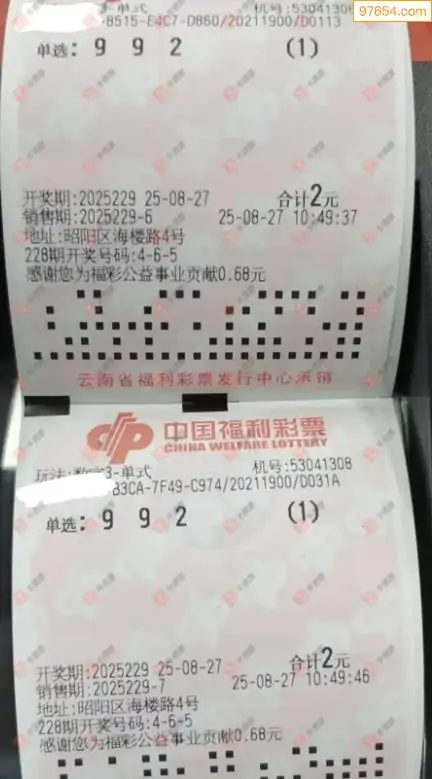 97654.com
3-单式 机号:53041308
-8515-E4C7-D860/20211900/D0113
单选: 9 9 2 (1)
开奖期:2025229 25-08-27 合计2元
销售期:2025229-6 25-08-27 10:49:37
地址:昭阳区海楼路4号
228期开奖号码:4-6-5
感谢您为福彩公益事业贡献0.68元
云南省福利彩票发行中心承销
中国福利彩票
CHINA WELFARE LOTTERY
玩法:数字3-单式 机号:53041308
B3CA-7F49-C974/20211900/D031A
单选: 9 9 2 (1)
开奖期:2025229 25-08-27 合计2元
销售期:2025229-7 25-08-27 10:49:46
地址:昭阳区海楼路4号
228期开奖号码:4-6-5
感谢您为福彩公益事业贡献0.68元